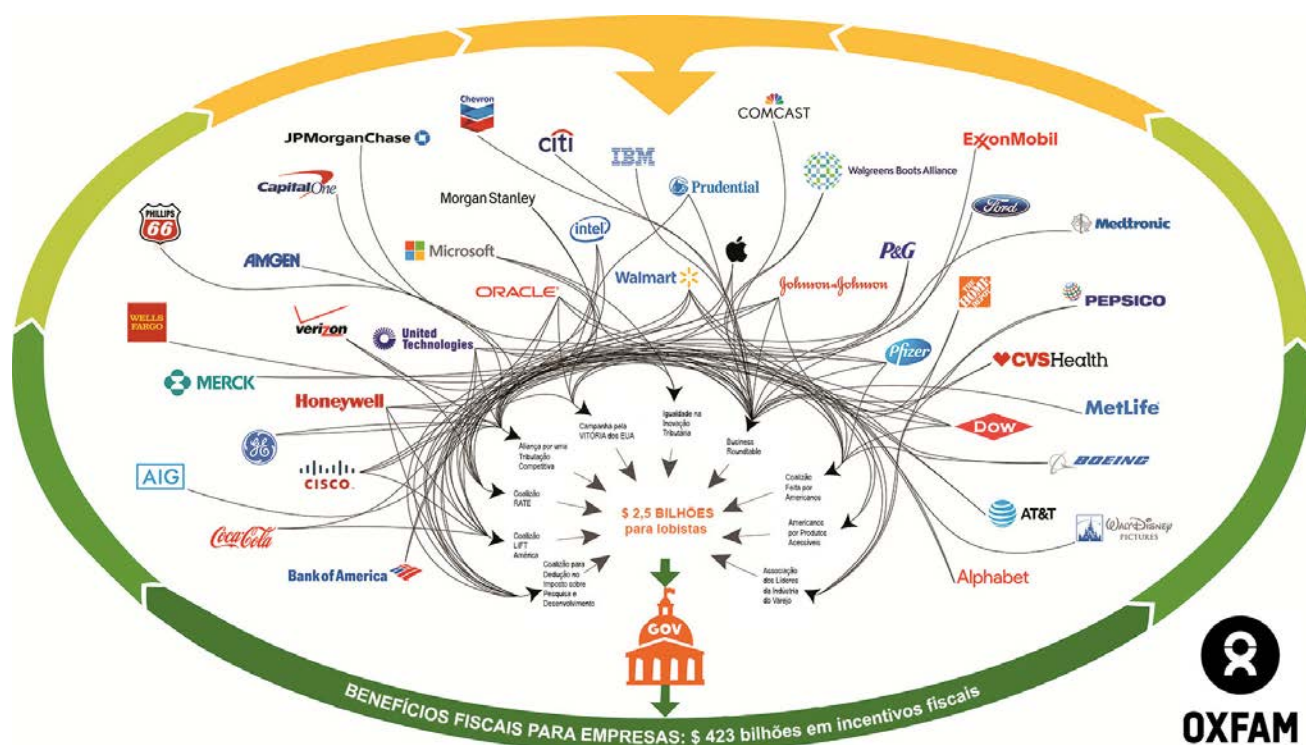 Chevron
COMCAST
JPMorganChase
citi
IBM
ExxonMobil
Walgreens Boots Alliance
CapitalOne
Prudential
Morgan Stanley
Ford
PHILLIPS
66
intel
Medtronic
Microsoft
P&G
AMGEN
Walmart
ORACLE
Johnson & Johnson
THE HOME DEPOT
PEPSICO
WELLS
FARGO
verizon
United
Technologies
Pfizer
CVSHealth
MERCK
Honeywell
MetLife
DOW
GE
BOEING
AIG
CISCO
AT&T
WALT DISNEY
PICTURES
Coca-Cola
Bank of America
Alphabet
Aliança por uma
Tributação
Competitiva
Campanha pela
VITÓRIA dos EUA
Igualdade na
Inovação
Tributária
Business
Roundtable
Coalizão
RATE
Coalizão
Feita por
Americanos
Coalizão
LIFT
América
Americanos
por Produtos
Acessíveis
Coalizão para
Dedução no
Imposto sobre
Pesquisa e
Desenvolvimento
Associação
dos Líderes
da Indústria
do Varejo
$ 2,5 BILHÕES
para lobistas
GOV
BENEFÍCIOS FISCAIS PARA EMPRESAS: $ 423 bilhões em incentivos fiscais
OXFAM